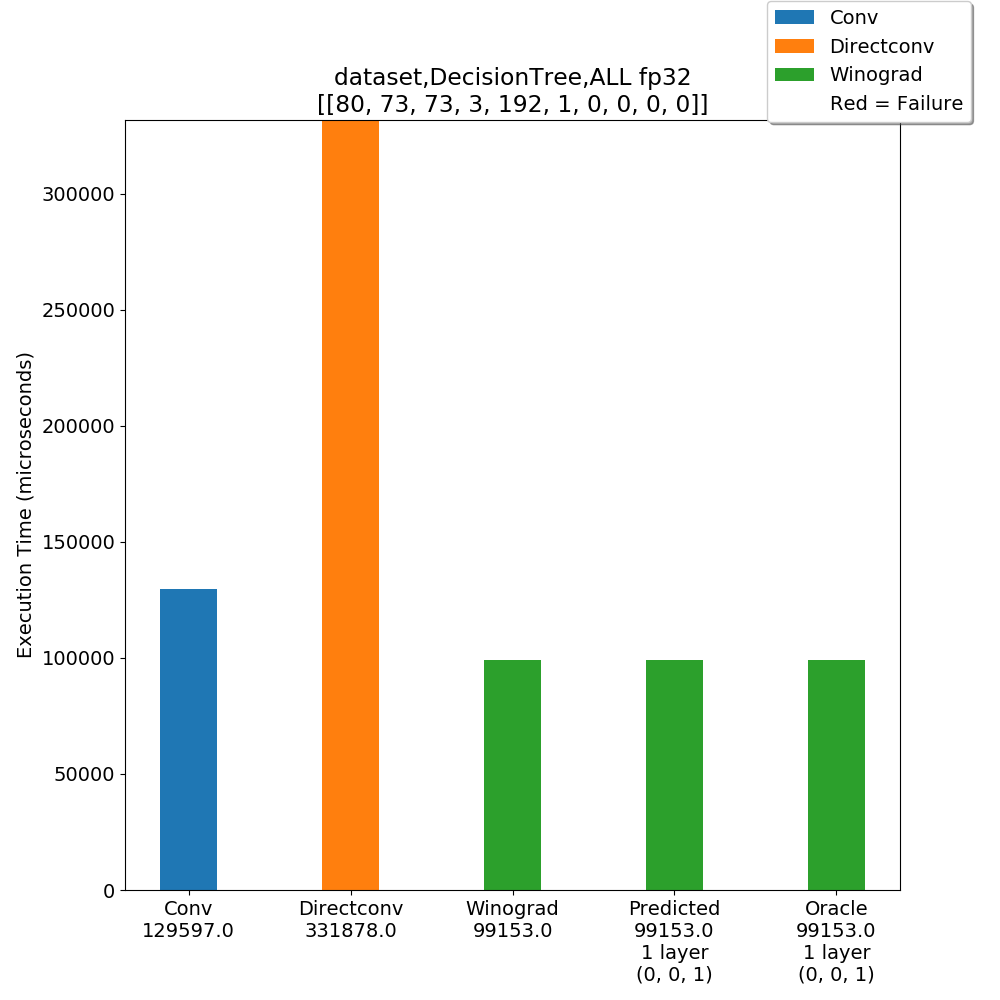 Conv
Directconv
Winograd
Red = Failure
dataset,DecisionTree,ALL fp32
[[80, 73, 73, 3, 192, 1, 0, 0, 0, 0]]
Execution Time (microseconds)
300000
250000
200000
150000
100000
50000
0
Conv
129597.0
Directconv
331878.0
Winograd
99153.0
Predicted
99153.0
1 layer
(0, 0, 1)
Oracle
99153.0
1 layer
(0, 0, 1)